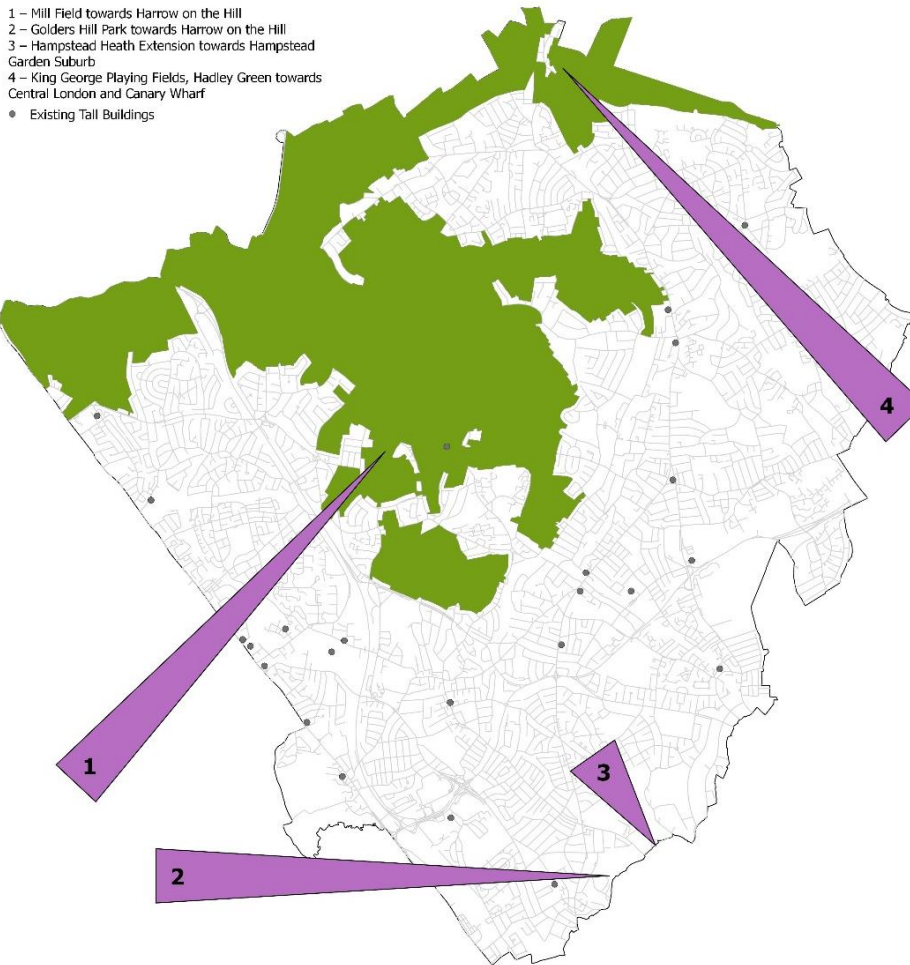 1 – Mill Field towards Harrow on the Hill
2 – Golders Hill Park towards Harrow on the Hill
3 – Hampstead Heath Extension towards Hampstead
Garden Suburb
4 – King George Playing Fields, Hadley Green towards
Central London and Canary Wharf
Existing Tall Buildings
4
1
3
2